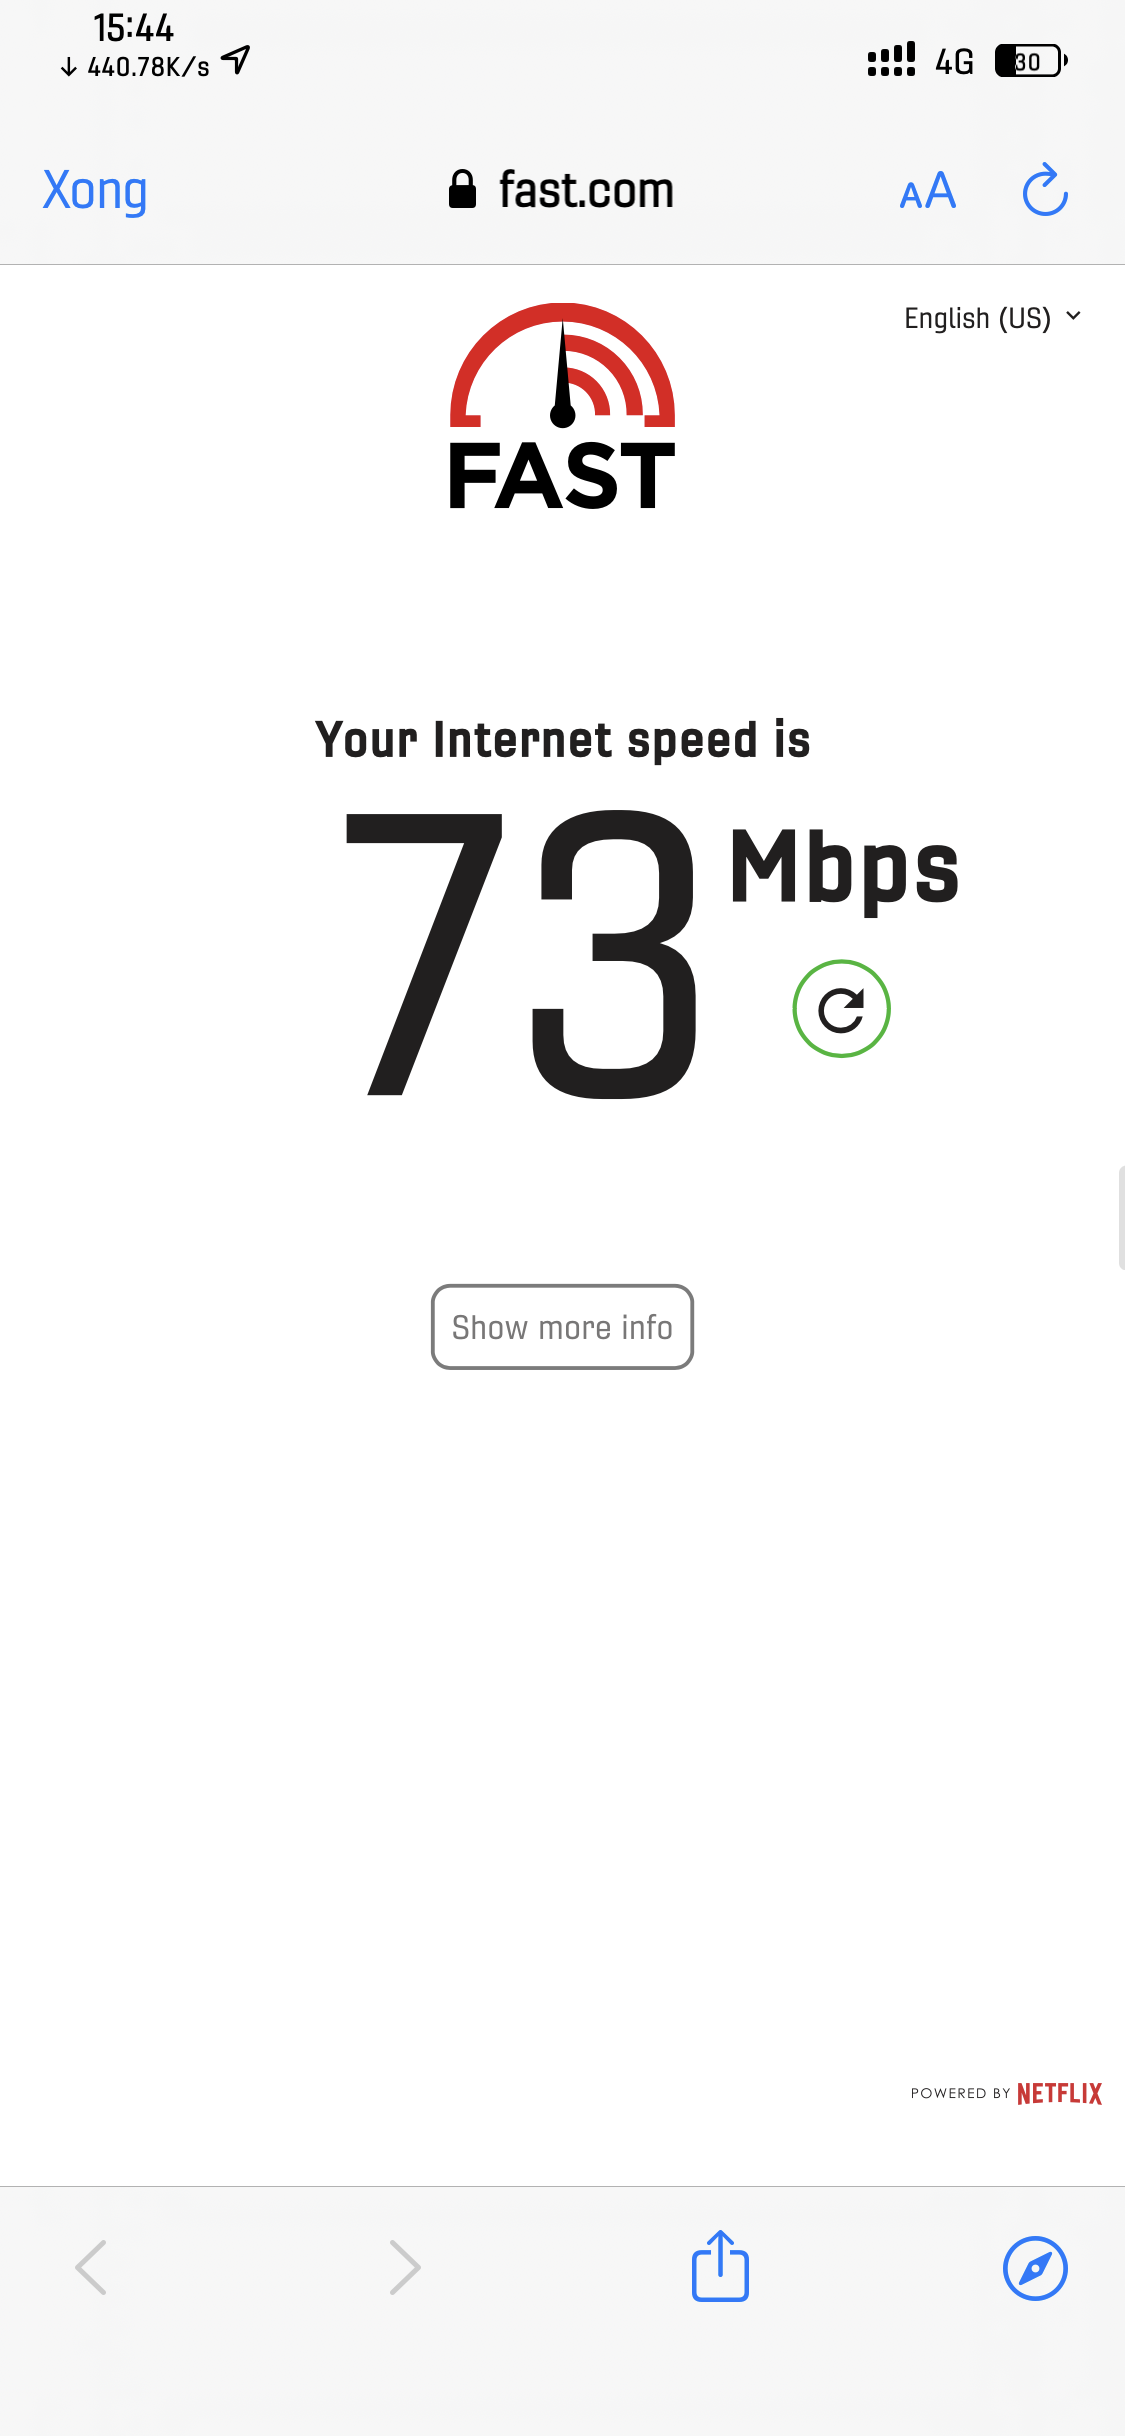 15:44
↓ 440.78K/s
4G
30
Xong
fast.com
AA
English (US)
FAST
Your Internet speed is
73 Mbps
Show more info
POWERED BY NETFLIX